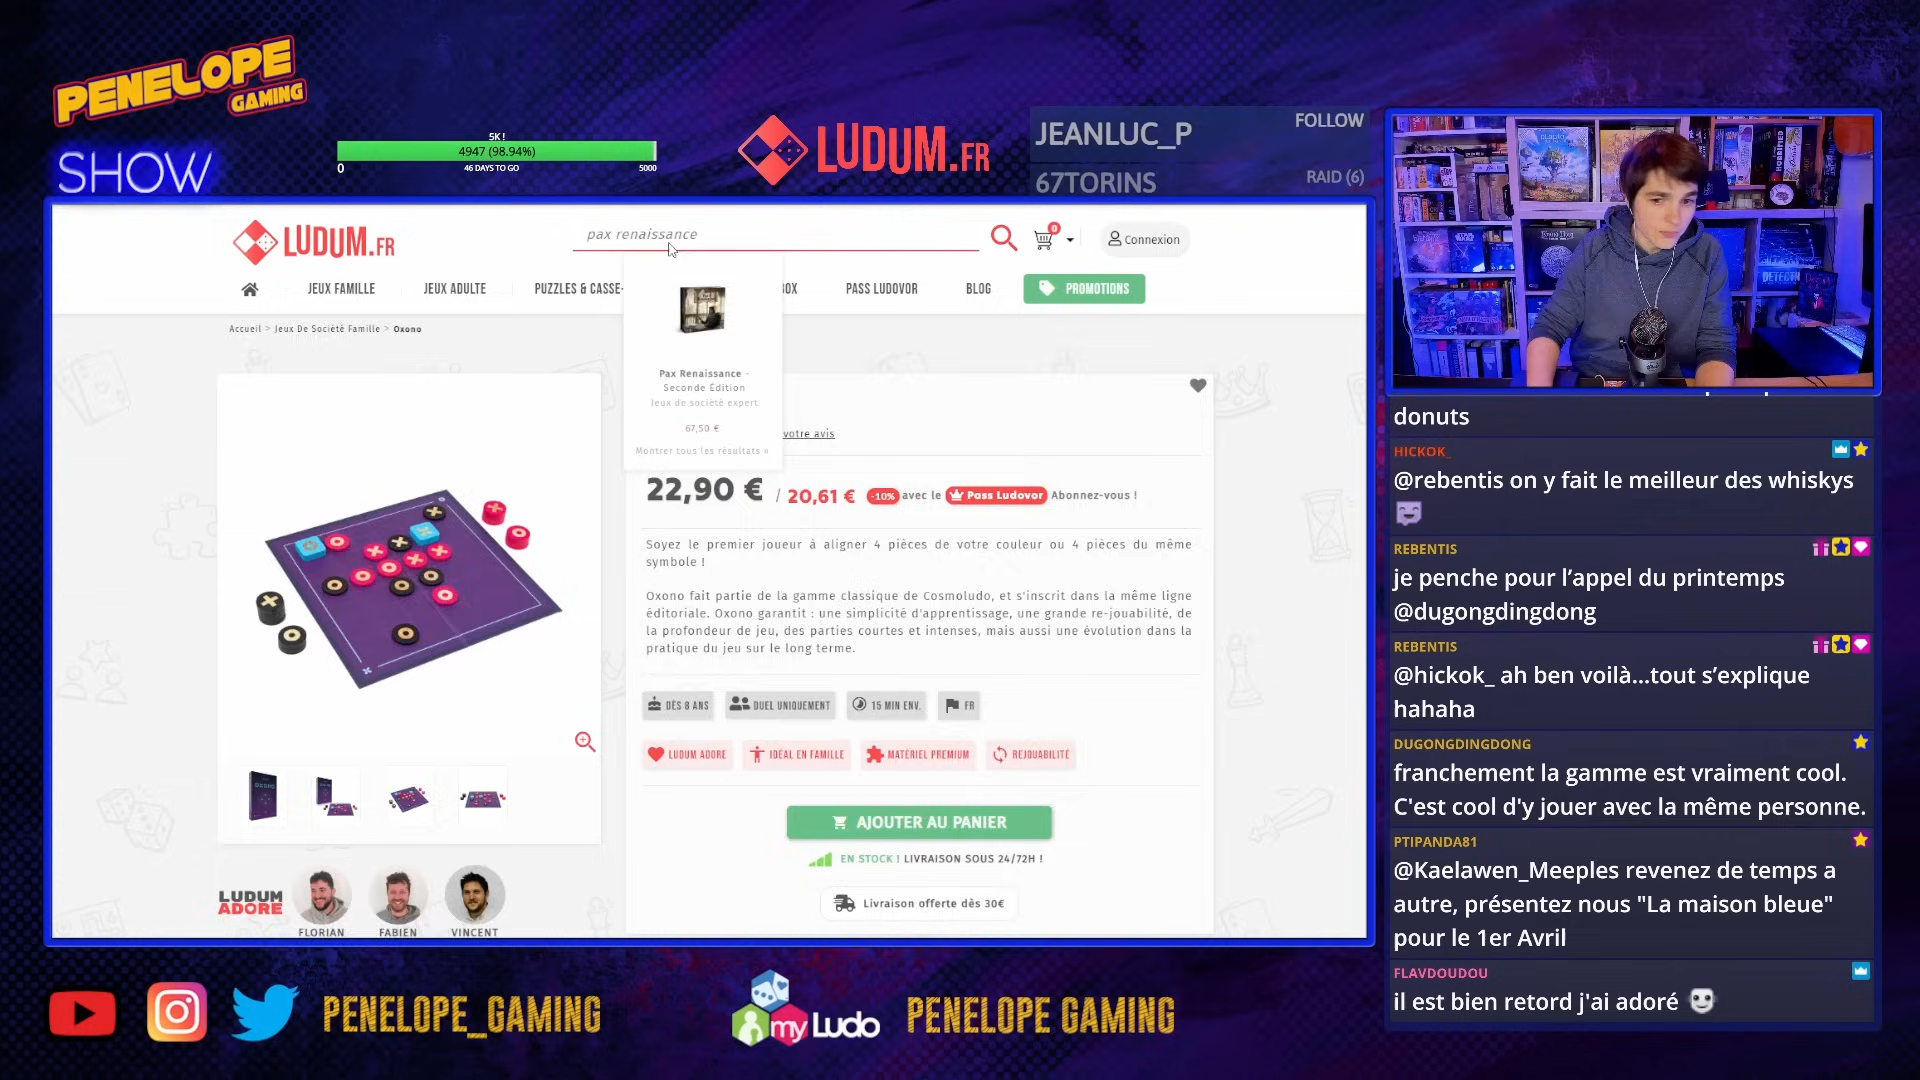 PENELOPE
GAMING
SHOW
5K !
4947 (98.94%)
0
46 DAYS TO GO
5000
LUDUM.FR
JEANLUC_P
FOLLOW
67TORINS
RAID (6)
LUDUM.FR
pax renaissance
0
Connexion
JEUX FAMILLE
JEUX ADULTE
PUZZLES & CASSE-
OX
PASS LUDOVOR
BLOG
PROMOTIONS
Accueil > Jeux De Société Famille > Oxono
Pax Renaissance -
Seconde Édition
Jeux de société expert
67,50 €
Montrer tous les résultats »
votre avis
22,90 € / 20,61 € -10% avec le Pass Ludovor Abonnez-vous !
Soyez le premier joueur à aligner 4 pièces de votre couleur ou 4 pièces du même
symbole !
Oxono fait partie de la gamme classique de Cosmoludo, et s'inscrit dans la même ligne
éditoriale. Oxono garantit : une simplicité d'apprentissage, une grande re-jouabilité, de
la profondeur de jeu, des parties courtes et intenses, mais aussi une évolution dans la
pratique du jeu sur le long terme.
DÈS 8 ANS
DUEL UNIQUEMENT
15 MIN ENV.
FR
LUDUM ADORE
IDÉAL EN FAMILLE
MATÉRIEL PREMIUM
REJOUABILITÉ
AJOUTER AU PANIER
EN STOCK ! LIVRAISON SOUS 24/72H !
Livraison offerte dès 30€
LUDUM
ADORE
FLORIAN
FABIEN
VINCENT
donuts
HICKOK_
@rebentis on y fait le meilleur des whiskys
REBENTIS
je penche pour l’appel du printemps
@dugongdingdong
REBENTIS
@hickok_ ah ben voilà...tout s’explique
hahaha
DUGONGDINGDONG
franchement la gamme est vraiment cool.
C'est cool d'y jouer avec la même personne.
PTIPANDA81
@Kaelawen_Meeples revenez de temps a
autre, présentez nous "La maison bleue"
pour le 1er Avril
FLAVDOUDOU
il est bien retord j'ai adoré
PENELOPE_GAMING
my Ludo
PENELOPE GAMING